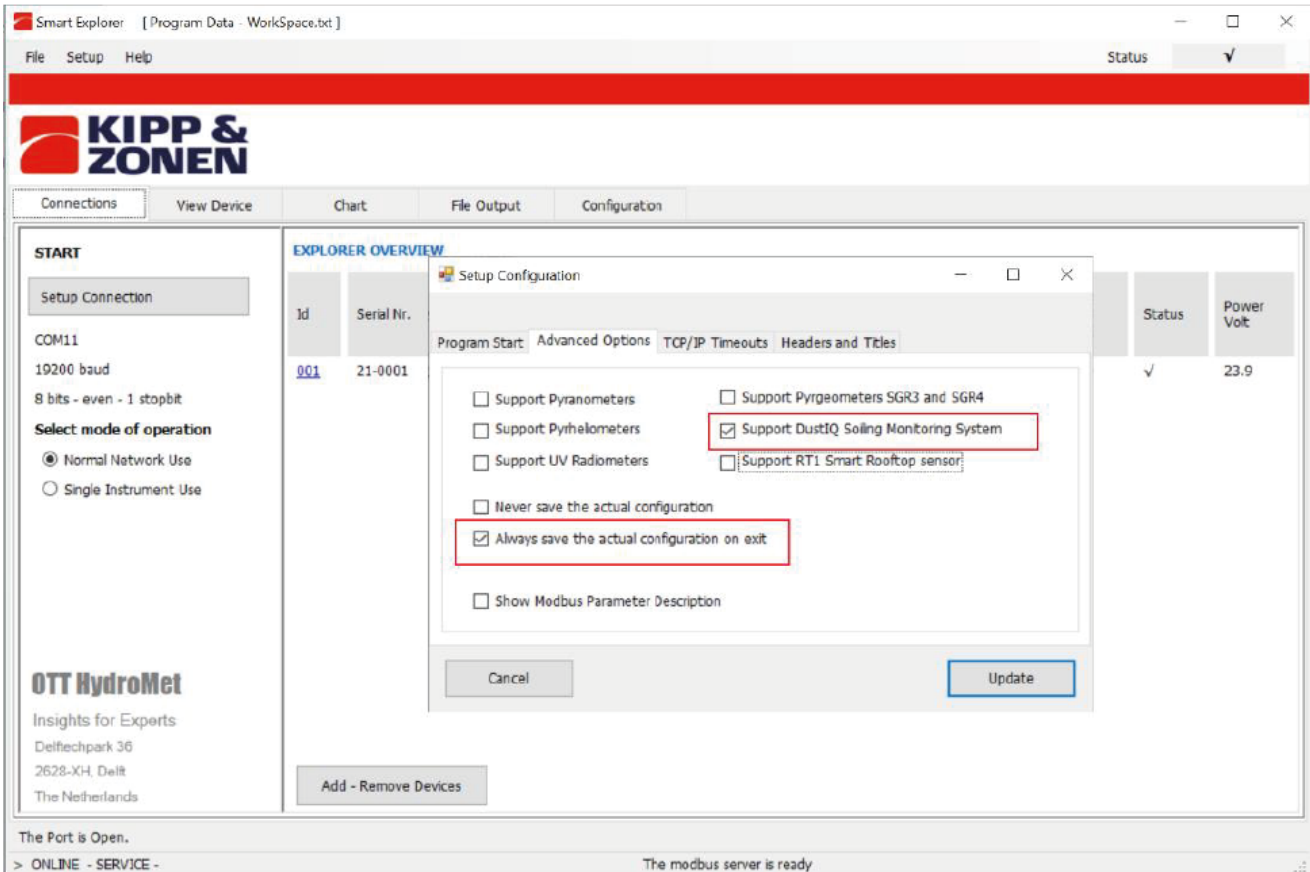 Smart Explorer [ Program Data - WorkSpace.txt ]
File Setup Help Status √
KIPP &
ZONEN
Connections View Device Chart File Output Configuration
START
Setup Connection
COM11
19200 baud
8 bits - even - 1 stopbit
Select mode of operation
Normal Network Use
Single Instrument Use
OTT HydroMet
Insights for Experts
Delftechpark 36
2628-XH, Delft
The Netherlands
EXPLORER OVERVIEW
Id Serial Nr. Status Power
Volt
001 21-0001 √ 23.9
Setup Configuration
Program Start Advanced Options TCP/IP Timeouts Headers and Titles
Support Pyranometers
Support Pyrheliometers
Support UV Radiometers
Support Pyrgeometers SGR3 and SGR4
Support DustIQ Soiling Monitoring System
Support RT1 Smart Rooftop sensor
Never save the actual configuration
Always save the actual configuration on exit
Show Modbus Parameter Description
Cancel Update
Add - Remove Devices
The Port is Open.
> ONLINE - SERVICE - The modbus server is ready